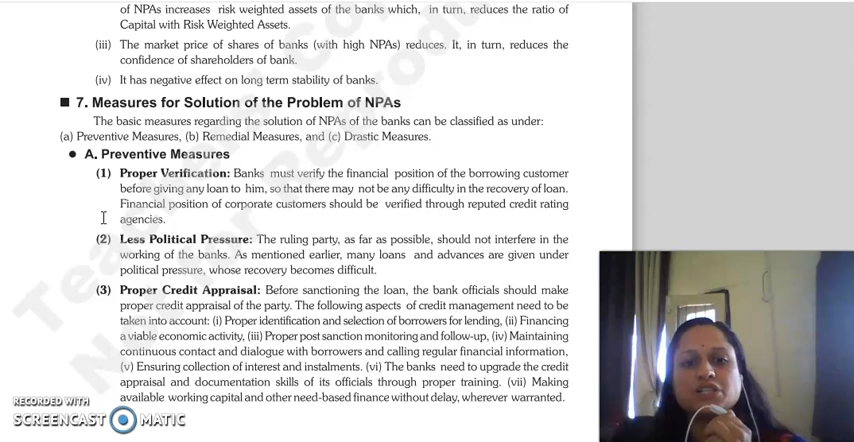 of NPAs increases risk weighted assets of the banks which, in turn, reduces the ratio of
Capital with Risk Weighted Assets.
(iii) The market price of shares of banks (with high NPAs) reduces. It, in turn, reduces the
confidence of shareholders of bank.
(iv) It has negative effect on long term stability of banks.
■ 7. Measures for Solution of the Problem of NPAs
The basic measures regarding the solution of NPAs of the banks can be classified as under:
(a) Preventive Measures, (b) Remedial Measures, and (c) Drastic Measures.
• A. Preventive Measures
(1) Proper Verification: Banks must verify the financial position of the borrowing customer
before giving any loan to him, so that there may not be any difficulty in the recovery of loan.
Financial position of corporate customers should be verified through reputed credit rating
agencies.
(2) Less Political Pressure: The ruling party, as far as possible, should not interfere in the
working of the banks. As mentioned earlier, many loans and advances are given under
political pressure, whose recovery becomes difficult.
(3) Proper Credit Appraisal: Before sanctioning the loan, the bank officials should make
proper credit appraisal of the party. The following aspects of credit management need to be
taken into account: (i) Proper identification and selection of borrowers for lending, (ii) Financing
a viable economic activity, (iii) Proper post sanction monitoring and follow-up, (iv) Maintaining
continuous contact and dialogue with borrowers and calling regular financial information,
(v) Ensuring collection of interest and instalments. (vi) The banks need to upgrade the credit
appraisal and documentation skills of its officials through proper training. (vii) Making
available working capital and other need-based finance without delay, wherever warranted.
RECORDED WITH
SCREENCAST MATIC